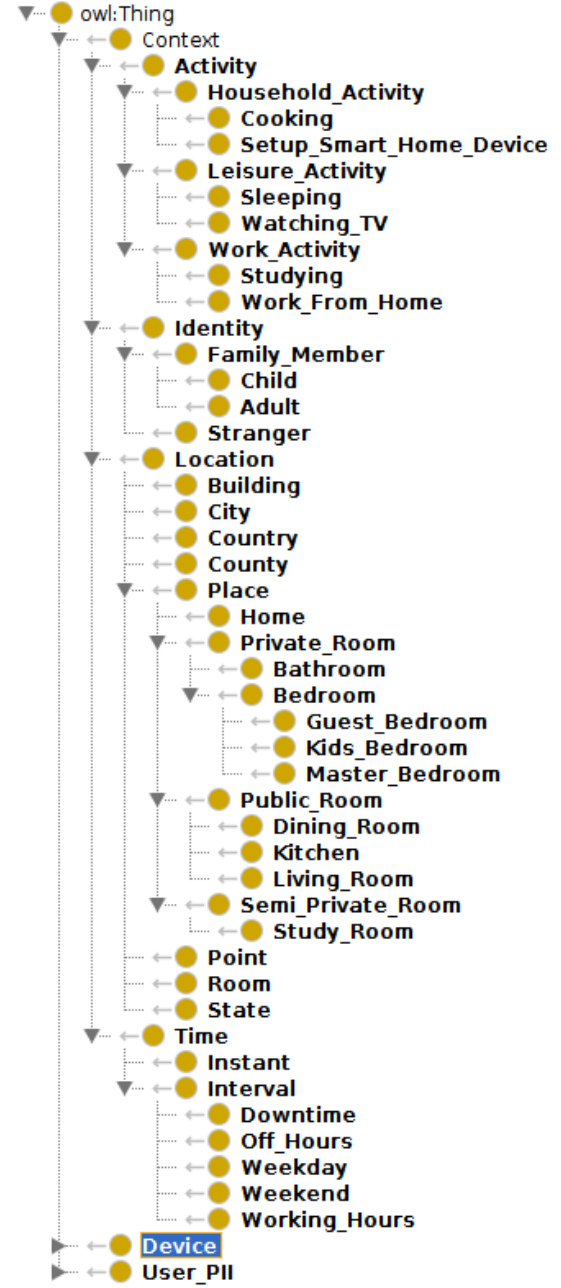 owl:Thing
Context
Activity
Household_Activity
Cooking
Setup_Smart_Home_Device
Leisure_Activity
Sleeping
Watching_TV
Work_Activity
Studying
Work_From_Home
Identity
Family_Member
Child
Adult
Stranger
Location
Building
City
Country
County
Place
Home
Private_Room
Bathroom
Bedroom
Guest_Bedroom
Kids_Bedroom
Master_Bedroom
Public_Room
Dining_Room
Kitchen
Living_Room
Semi_Private_Room
Study_Room
Point
Room
State
Time
Instant
Interval
Downtime
Off_Hours
Weekday
Weekend
Working_Hours
Device
User_PII